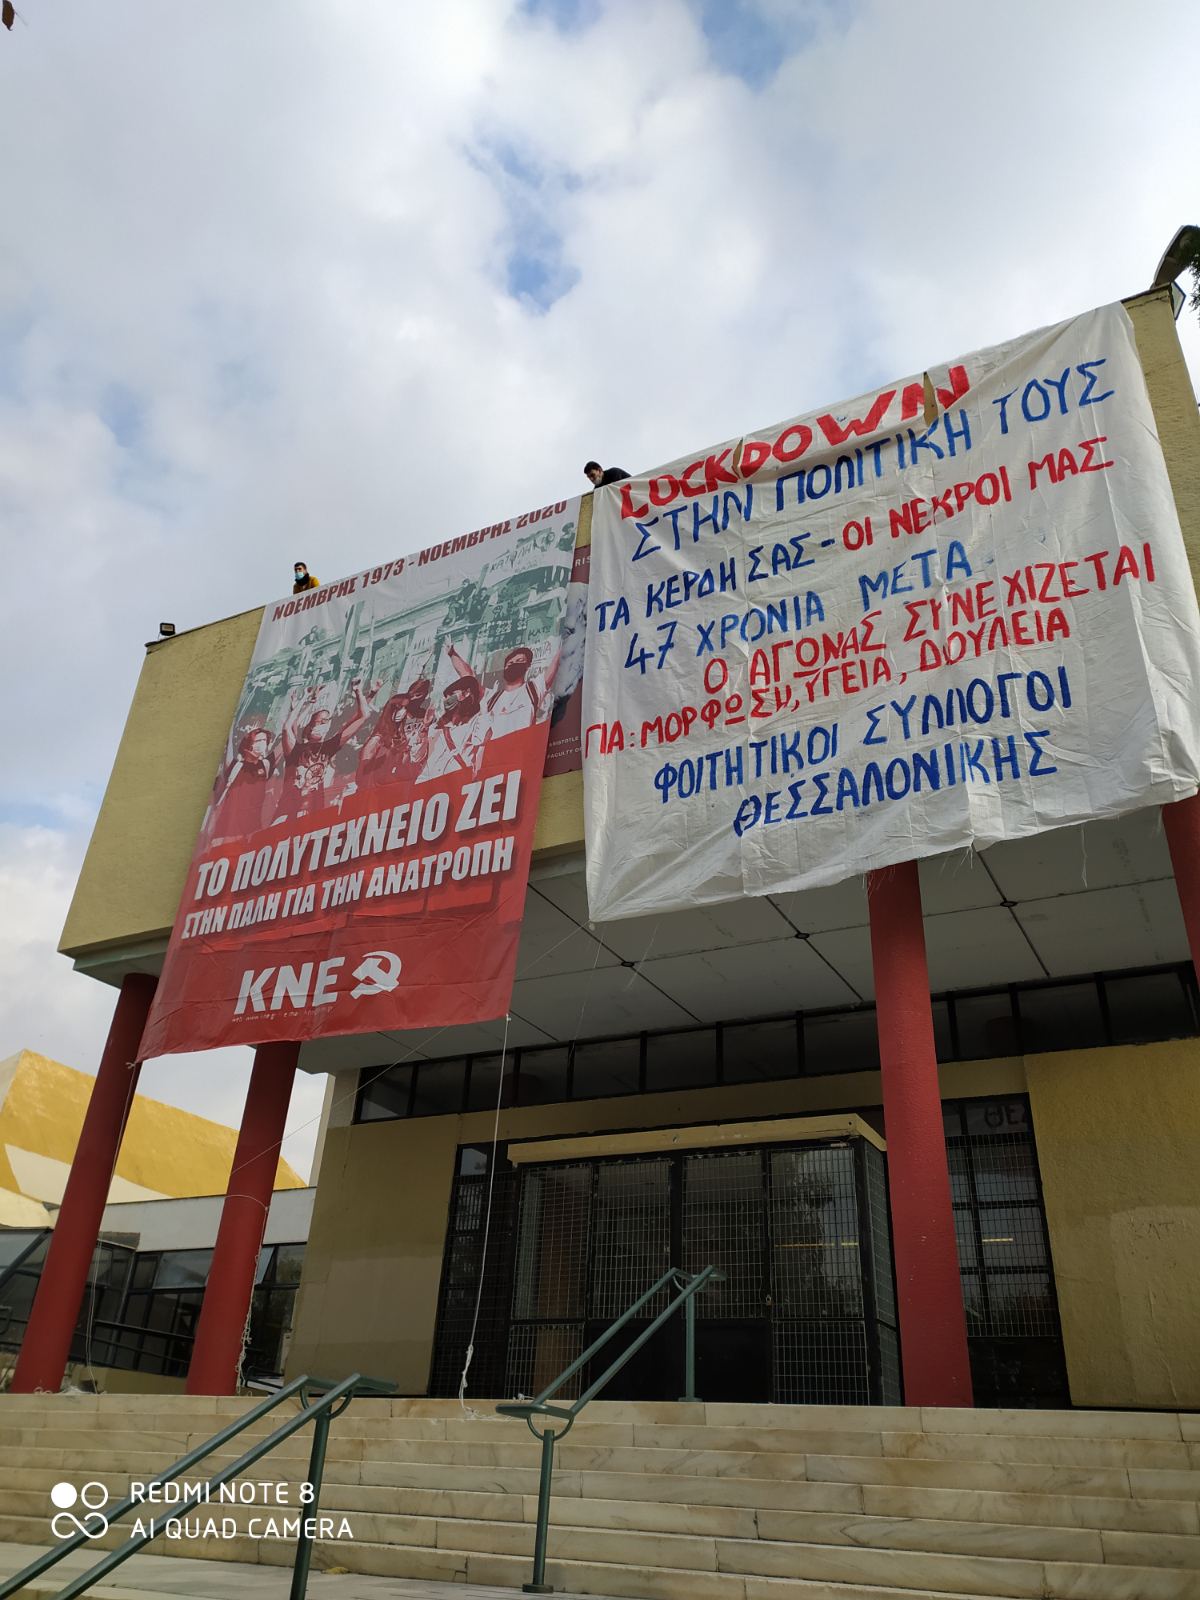 ΝΟΕΜΒΡΗΣ 1973 - ΝΟΕΜΒΡΗΣ 2020
ΤΟ ΠΟΛΥΤΕΧΝΕΙΟ ΖΕΙ
ΣΤΗΝ ΠΑΛΗ ΓΙΑ ΤΗΝ ΑΝΑΤΡΟΠΗ
ΚΝΕ
LOCKDOWN
ΣΤΗΝ ΠΟΛΙΤΙΚΗ ΤΟΥΣ
ΤΑ ΚΕΡΔΗ ΣΑΣ - ΟΙ ΝΕΚΡΟΙ ΜΑΣ
47 ΧΡΟΝΙΑ ΜΕΤΑ
Ο ΑΓΟΝΑΣ ΣΥΝΕΧΙΖΕΤΑΙ
ΓΙΑ: ΜΟΡΦΩΣΗ, ΥΓΕΙΑ, ΔΟΥΛΕΙΑ
ΦΟΙΤΗΤΙΚΟΙ ΣΥΛΛΟΓΟΙ
ΘΕΣΣΑΛΟΝΙΚΗΣ
REDMI NOTE 8
AI QUAD CAMERA